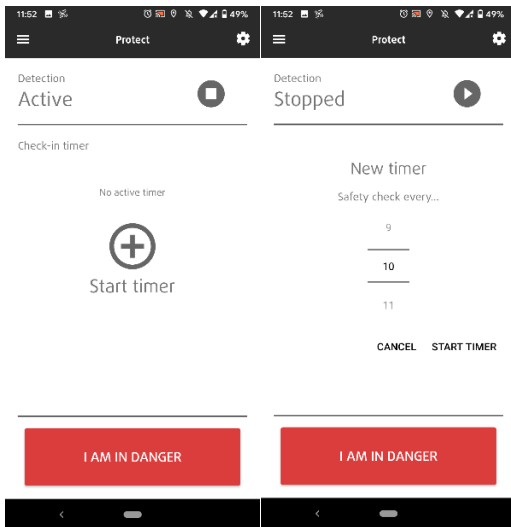 11:52
49%
Protect
Detection
Active
Check-in timer
No active timer
Start timer
I AM IN DANGER
11:52
49%
Protect
Detection
Stopped
New timer
Safety check every...
9
10
11
CANCEL START TIMER
I AM IN DANGER